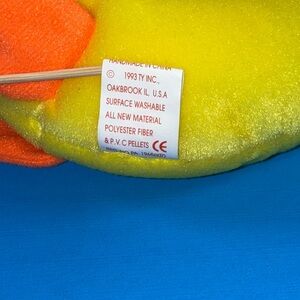 HANDMADE IN CHINA
© 1993 TY INC.,
OAKBROOK IL, U.S.A
SURFACE WASHABLE
ALL NEW MATERIAL
POLYESTER FIBER
& P.V.C PELLETS CE